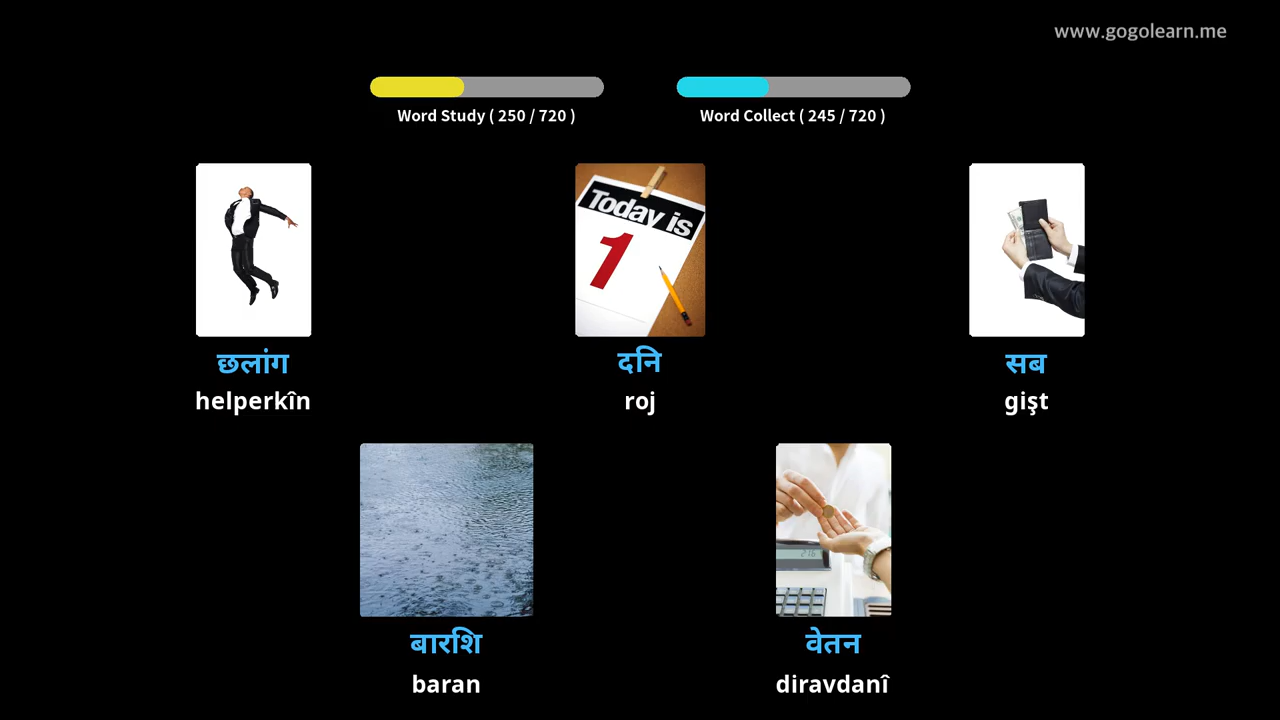 www.gogolearn.me
Word Study ( 250 / 720 )
Word Collect ( 245 / 720 )
Today is
1
छलांग
दनि
सब
helperkîn
roj
gişt
बारशि
वेतन
baran
diravdanî